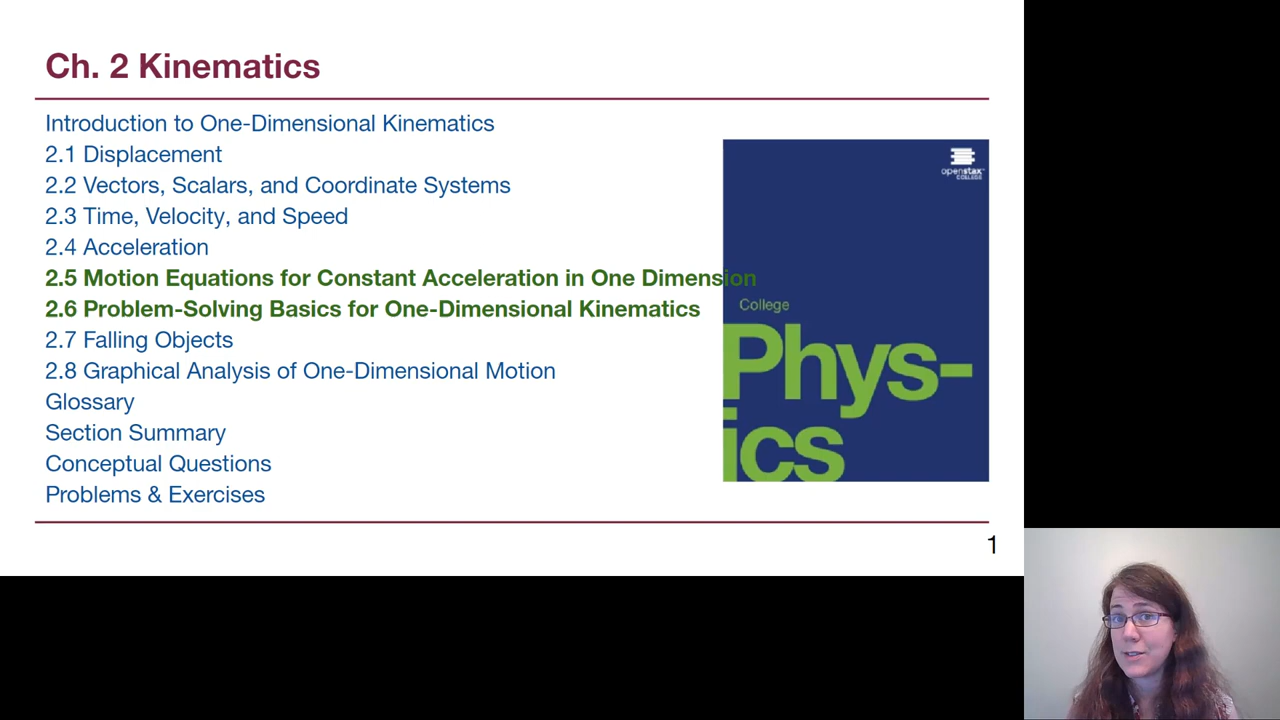 Ch. 2 Kinematics
Introduction to One-Dimensional Kinematics
2.1 Displacement
2.2 Vectors, Scalars, and Coordinate Systems
2.3 Time, Velocity, and Speed
2.4 Acceleration
2.5 Motion Equations for Constant Acceleration in One Dimension
2.6 Problem-Solving Basics for One-Dimensional Kinematics
2.7 Falling Objects
2.8 Graphical Analysis of One-Dimensional Motion
Glossary
Section Summary
Conceptual Questions
Problems & Exercises
openstax
COLLEGE
College
Phys-
ics
1